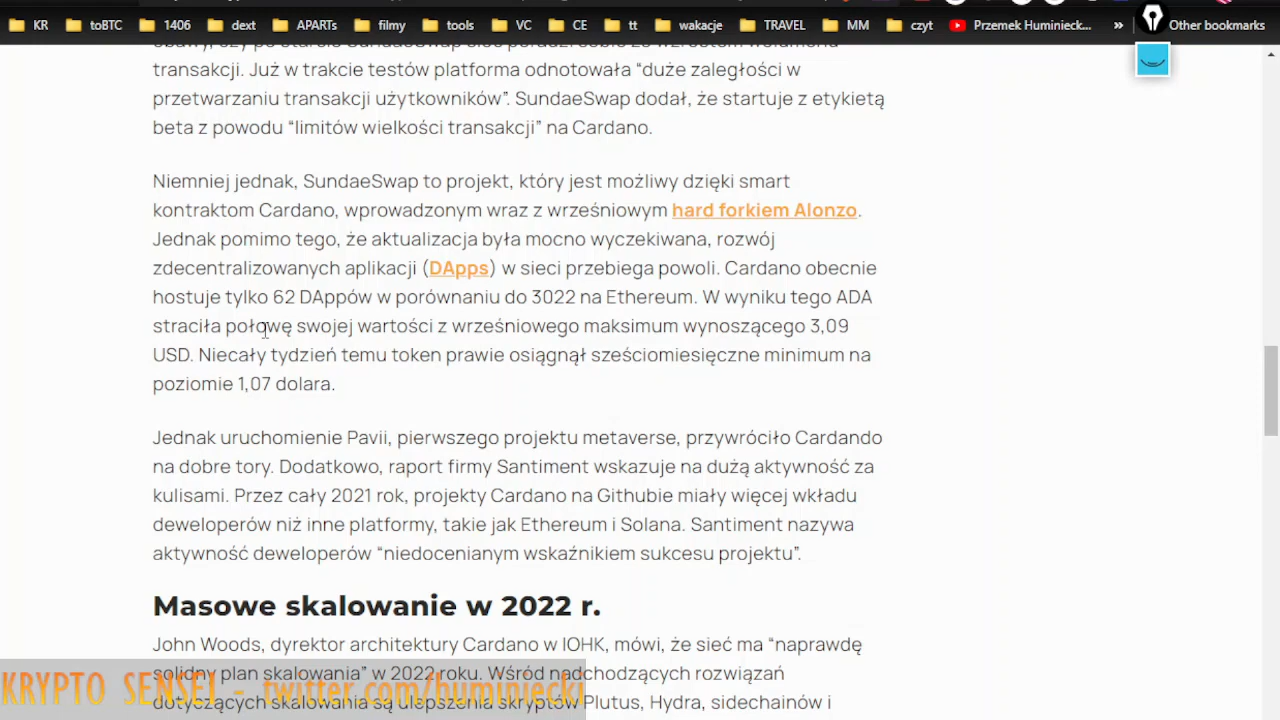 KR toBTC 1406 dext APARTs filmy tools VC CE tt wakacje TRAVEL MM czyt Przemek Huminieck... » Other bookmarks
transakcji. Już w trakcie testów platforma odnotowała “duże zaległości w
przetwarzaniu transakcji użytkowników”. SundaeSwap dodał, że startuje z etykietą
beta z powodu “limitów wielkości transakcji” na Cardano.
Niemniej jednak, SundaeSwap to projekt, który jest możliwy dzięki smart
kontraktom Cardano, wprowadzonym wraz z wrześniowym hard forkiem Alonzo.
Jednak pomimo tego, że aktualizacja była mocno wyczekiwana, rozwój
zdecentralizowanych aplikacji (DApps) w sieci przebiega powoli. Cardano obecnie
hostuje tylko 62 DAppów w porównaniu do 3022 na Ethereum. W wyniku tego ADA
straciła połowę swojej wartości z wrześniowego maksimum wynoszącego 3,09
USD. Niecały tydzień temu token prawie osiągnął sześciomiesięczne minimum na
poziomie 1,07 dolara.
Jednak uruchomienie Pavii, pierwszego projektu metaverse, przywróciło Cardando
na dobre tory. Dodatkowo, raport firmy Santiment wskazuje na dużą aktywność za
kulisami. Przez cały 2021 rok, projekty Cardano na Githubie miały więcej wkładu
deweloperów niż inne platformy, takie jak Ethereum i Solana. Santiment nazywa
aktywność deweloperów “niedocenianym wskaźnikiem sukcesu projektu”.
Masowe skalowanie w 2022 r.
John Woods, dyrektor architektury Cardano w IOHK, mówi, że sieć ma “naprawdę
solidny plan skalowania” w 2022 roku. Wśród nadchodzących rozwiązań
dotyczących skalowania są ulepszenia skryptów Plutus, Hydra, sidechainów i
KRYPTO SENSEI - twitter.com/huminiecki